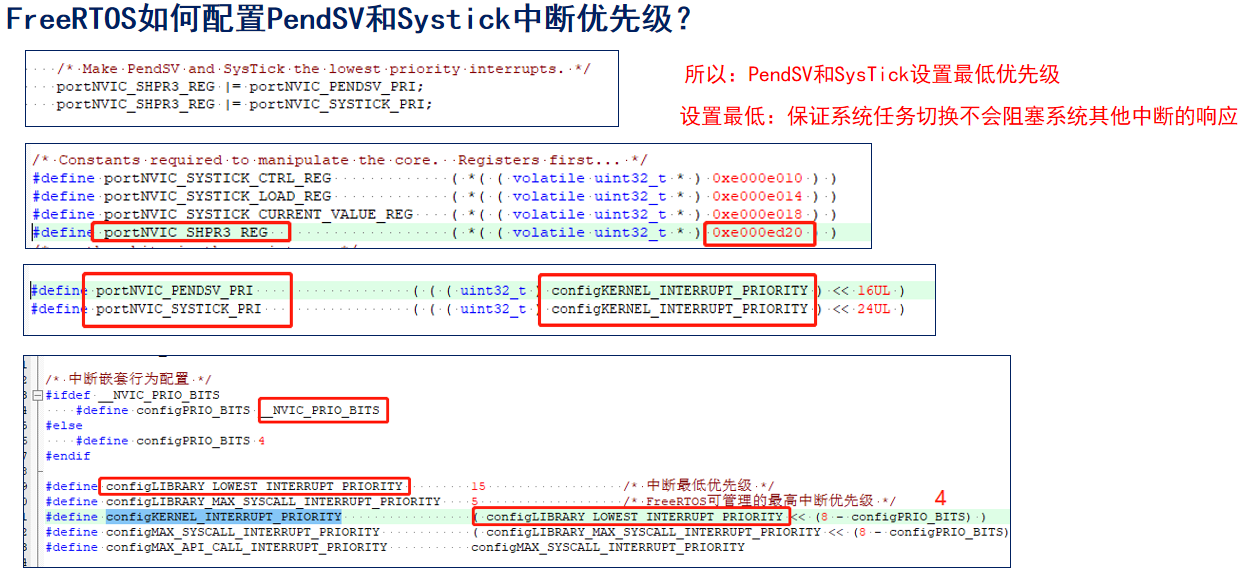 FreeRTOS如何配置PendSV和Systick中断优先级？
/* Make PendSV and SysTick the lowest priority interrupts. */
portNVIC_SHPR3_REG |= portNVIC_PENDSV_PRI;
portNVIC_SHPR3_REG |= portNVIC_SYSTICK_PRI;
所以：PendSV和SysTick设置最低优先级
设置最低：保证系统任务切换不会阻塞系统其他中断的响应
/* Constants required to manipulate the core. Registers first... */
#define portNVIC_SYSTICK_CTRL_REG ( *( ( volatile uint32_t * ) 0xe000e010 ) )
#define portNVIC_SYSTICK_LOAD_REG ( *( ( volatile uint32_t * ) 0xe000e014 ) )
#define portNVIC_SYSTICK_CURRENT_VALUE_REG ( *( ( volatile uint32_t * ) 0xe000e018 ) )
#define portNVIC_SHPR3_REG ( *( ( volatile uint32_t * ) 0xe000ed20 ) )
#define portNVIC_PENDSV_PRI ( ( ( uint32_t ) configKERNEL_INTERRUPT_PRIORITY ) << 16UL )
#define portNVIC_SYSTICK_PRI ( ( ( uint32_t ) configKERNEL_INTERRUPT_PRIORITY ) << 24UL )
/* 中断嵌套行为配置 */
#ifdef __NVIC_PRIO_BITS
#define configPRIO_BITS __NVIC_PRIO_BITS
#else
#define configPRIO_BITS 4
#endif
#define configLIBRARY_LOWEST_INTERRUPT_PRIORITY 15 /* 中断最低优先级 */
#define configLIBRARY_MAX_SYSCALL_INTERRUPT_PRIORITY 5 /* FreeRTOS可管理的最高中断优先级 */
4
#define configKERNEL_INTERRUPT_PRIORITY ( configLIBRARY_LOWEST_INTERRUPT_PRIORITY << (8 - configPRIO_BITS) )
#define configMAX_SYSCALL_INTERRUPT_PRIORITY ( configLIBRARY_MAX_SYSCALL_INTERRUPT_PRIORITY << (8 - configPRIO_BITS)
#define configMAX_API_CALL_INTERRUPT_PRIORITY configMAX_SYSCALL_INTERRUPT_PRIORITY